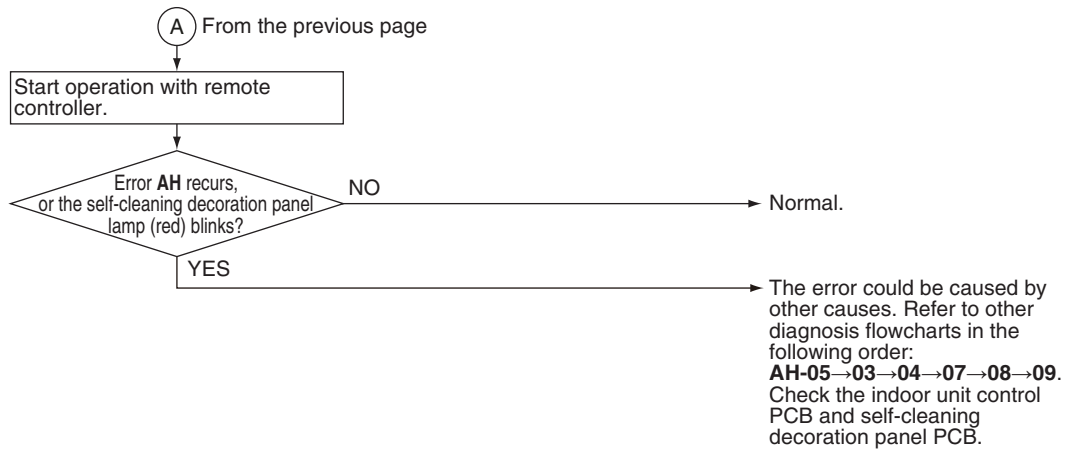 A From the previous page
Start operation with remote
controller.
Error AH recurs,
or the self-cleaning decoration panel
lamp (red) blinks?
NO
Normal.
YES
The error could be caused by
other causes. Refer to other
diagnosis flowcharts in the
following order:
AH-05→03→04→07→08→09.
Check the indoor unit control
PCB and self-cleaning
decoration panel PCB.